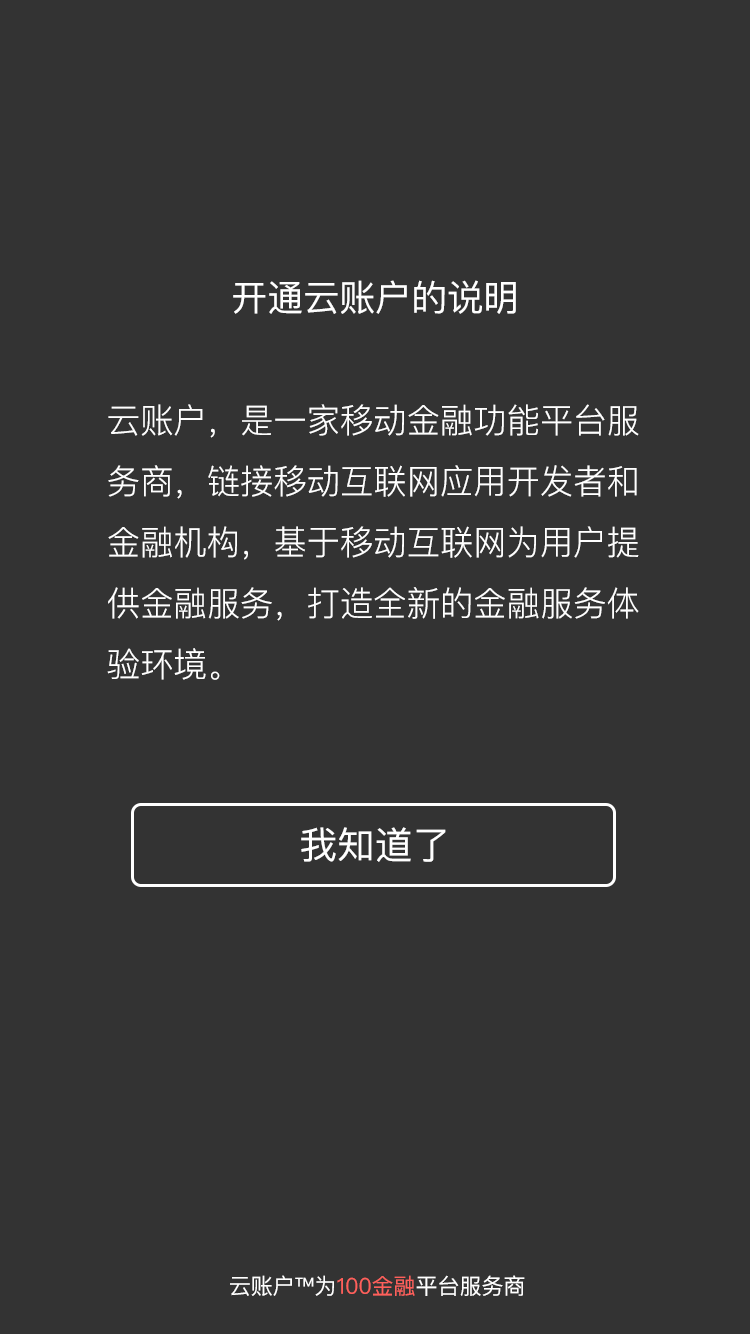 开通云账户的说明
云账户，是一家移动金融功能平台服
务商，链接移动互联网应用开发者和
金融机构，基于移动互联网为用户提
供金融服务，打造全新的金融服务体
验环境。
我知道了
云账户™为100金融平台服务商